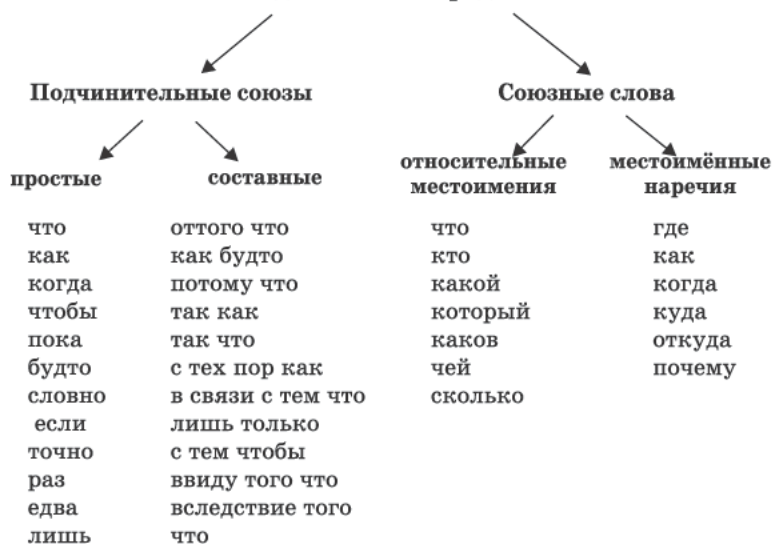 Подчинительные союзы
Союзные слова
простые
составные
относительные
местоимения
местоимённые
наречия
что
как
когда
чтобы
пока
будто
словно
если
точно
раз
едва
лишь
оттого что
как будто
потому что
так как
так что
с тех пор как
в связи с тем что
лишь только
с тем чтобы
ввиду того что
вследствие того
что
что
кто
какой
который
каков
чей
сколько
где
как
когда
куда
откуда
почему